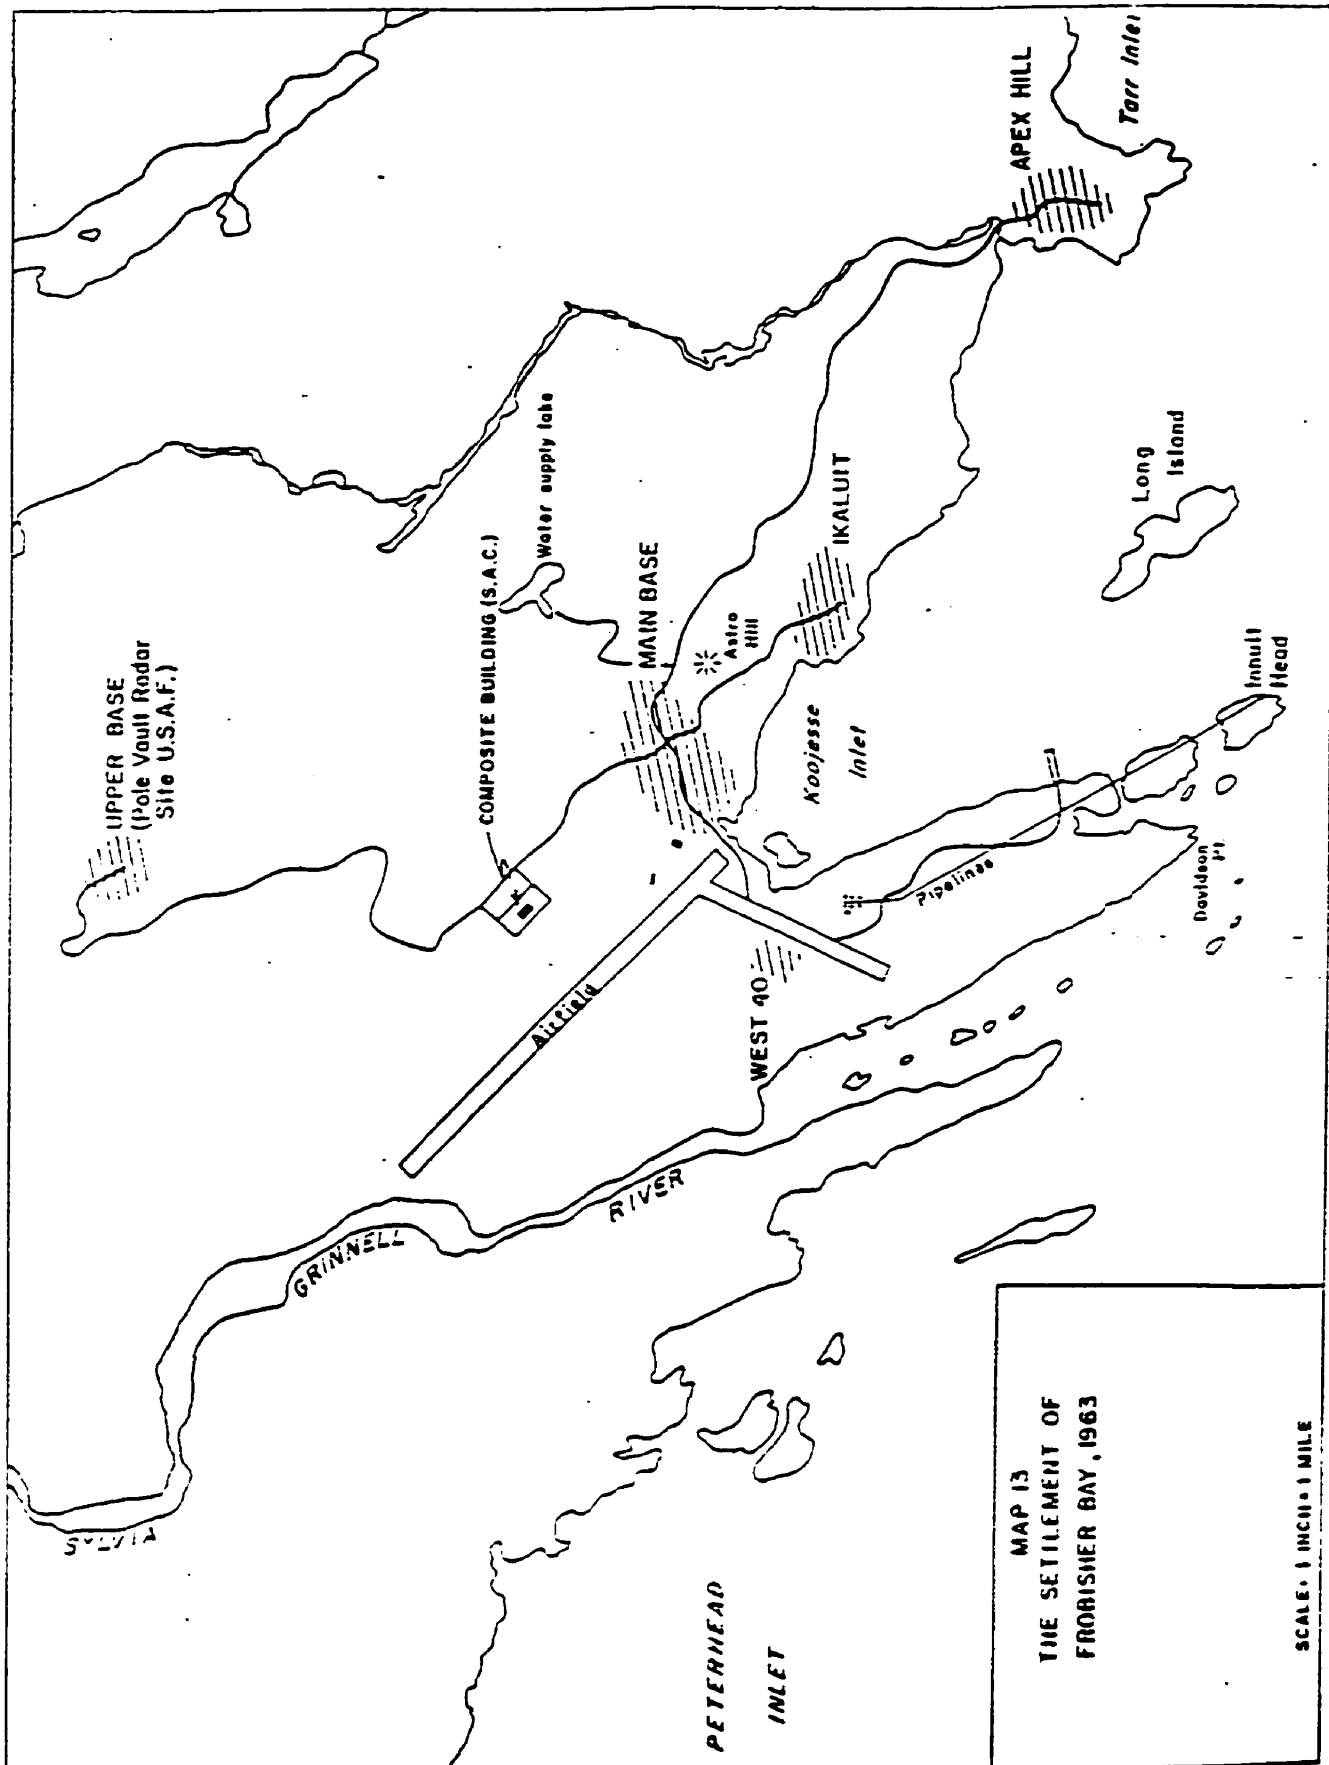 UPPER BASE
(Pole Vault Radar
Site U.S.A.F.)
COMPOSITE BUILDING (S.A.C.)
Water supply lake
MAIN BASE
Astro
Hill
IKALUIT
APEX HILL
Tarr Inlet
Koojesse
Inlet
Long
Island
Innuit
Head
Davidson
Pt.
Pipelines
Airfield
WEST 40
GRINNELL
RIVER
PETERHEAD
INLET
MAP 13
THE SETTLEMENT OF
FROBISHER BAY, 1963
SCALE: 1 INCH = 1 MILE